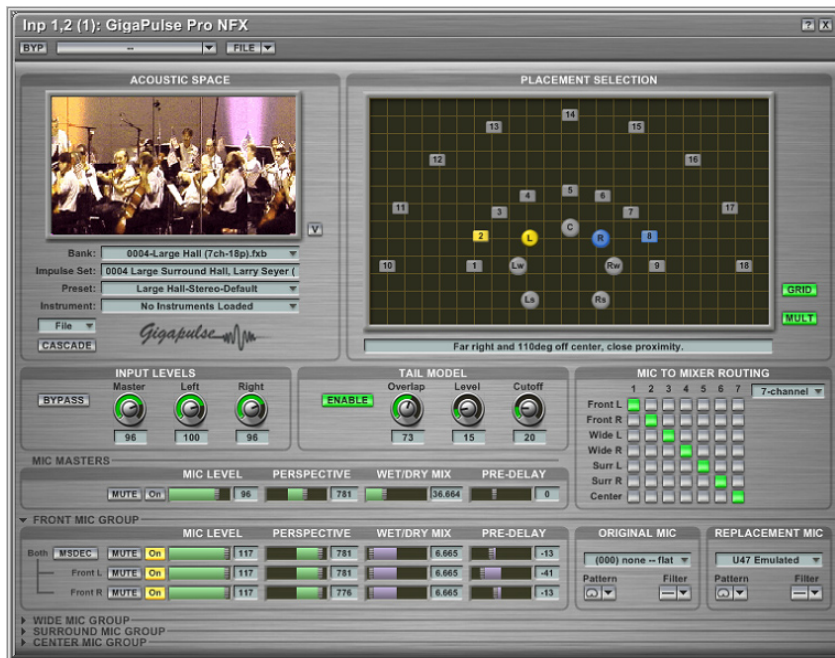 Inp 1,2 (1): GigaPulse Pro NFX
? X
BYP -- FILE
ACOUSTIC SPACE
V
Bank: 0004-Large Hall (7ch-18p).fxb
Impulse Set: 0004 Large Surround Hall, Larry Seyer (
Preset: Large Hall-Stereo-Default
Instrument: No Instruments Loaded
File
CASCADE
Gigapulse
PLACEMENT SELECTION
14
13 15
12 16
5
4 6
11 3 7 17
C
2 L R 8
10 1 Lw Rw 9 18
Ls Rs
GRID
MULT
Far right and 110deg off center, close proximity.
INPUT LEVELS
BYPASS
Master Left Right
96 100 96
TAIL MODEL
ENABLE
Overlap Level Cutoff
73 15 20
MIC TO MIXER ROUTING
1 2 3 4 5 6 7
7-channel
Front L
Front R
Wide L
Wide R
Surr L
Surr R
Center
MIC MASTERS
MIC LEVEL PERSPECTIVE WET/DRY MIX PRE-DELAY
MUTE On 96 781 36.664 0
FRONT MIC GROUP
MIC LEVEL PERSPECTIVE WET/DRY MIX PRE-DELAY
Both MSDEC MUTE On 117 781 6.665 -13
Front L MUTE On 117 781 6.665 -41
Front R MUTE On 117 776 6.665 -13
ORIGINAL MIC
(000) none -- flat
Pattern Filter
REPLACEMENT MIC
U47 Emulated
Pattern Filter
WIDE MIC GROUP
SURROUND MIC GROUP
CENTER MIC GROUP